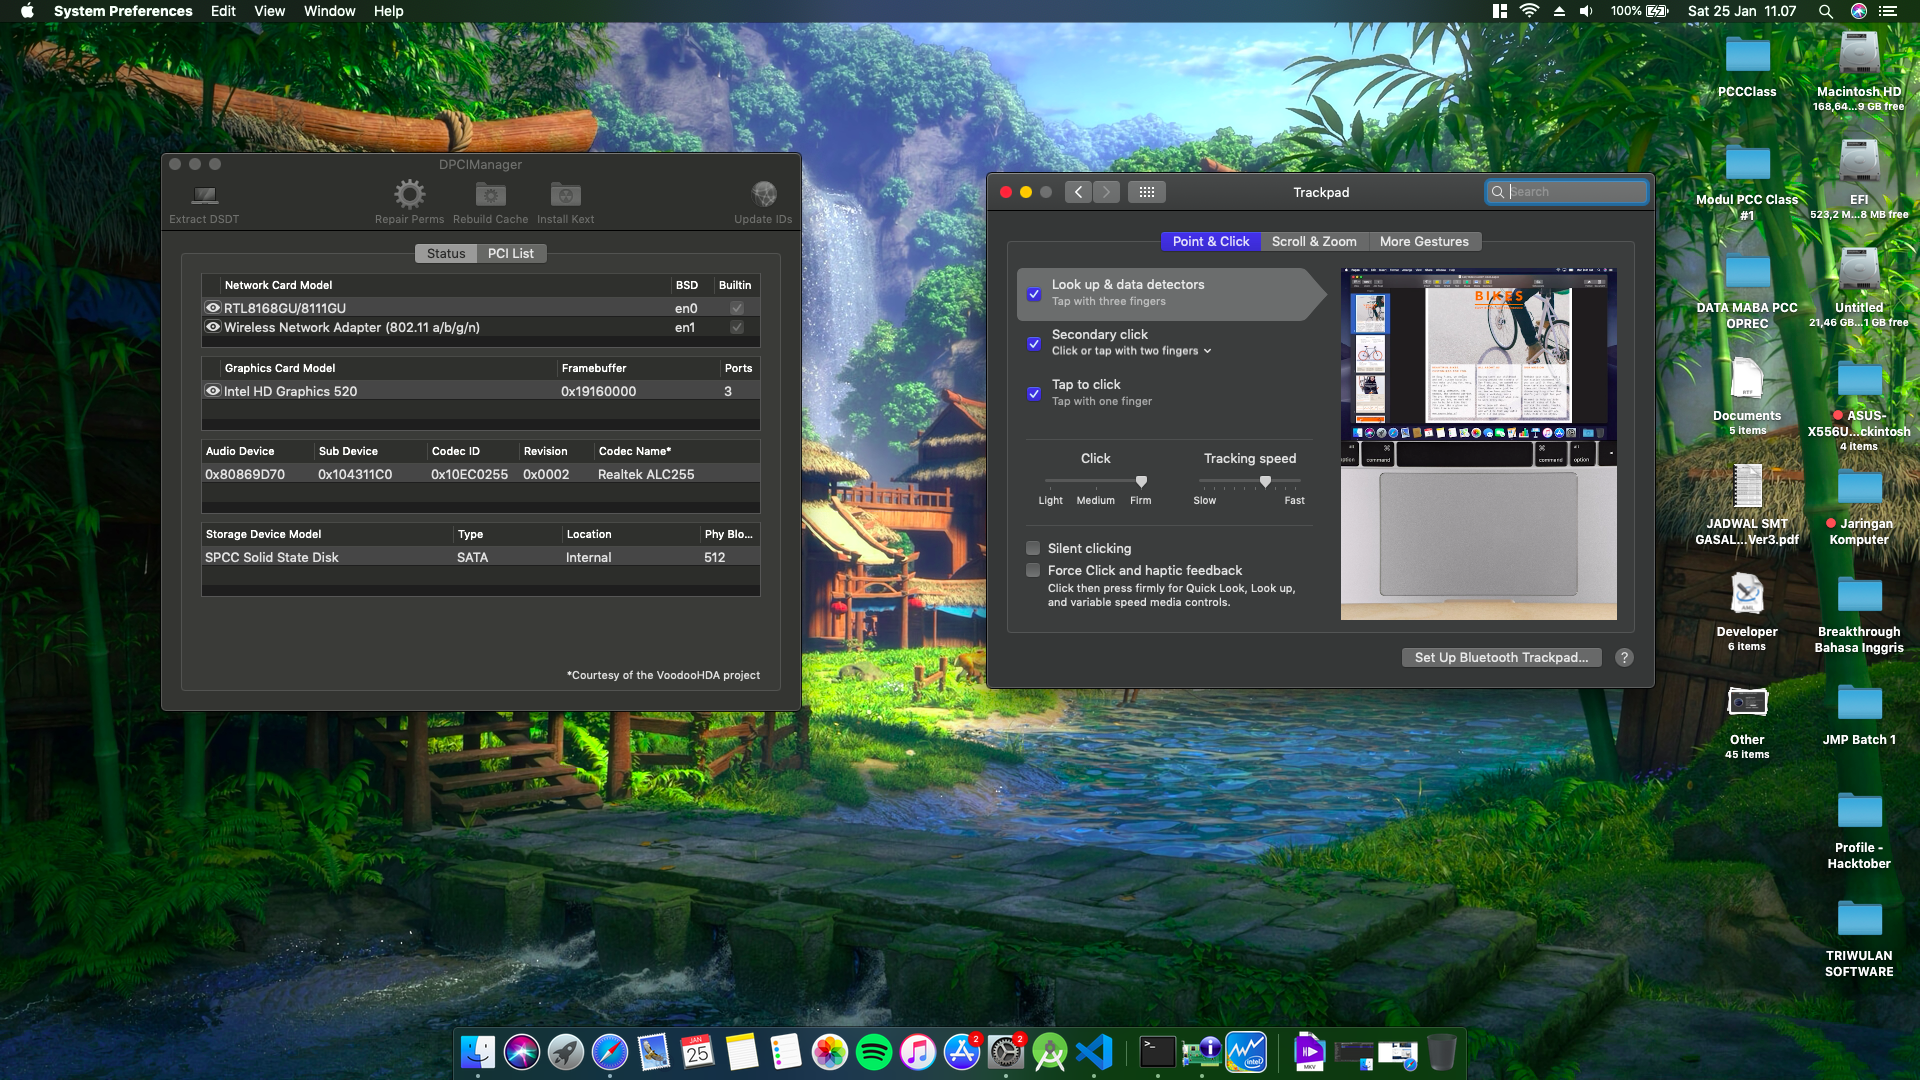 System Preferences Edit View Window Help
100% Sat 25 Jan 11.07
DPCIManager
Extract DSDT Repair Perms Rebuild Cache Install Kext Update IDs
Status PCI List
Network Card Model BSD Builtin
RTL8168GU/8111GU en0
Wireless Network Adapter (802.11 a/b/g/n) en1
Graphics Card Model Framebuffer Ports
Intel HD Graphics 520 0x19160000 3
Audio Device Sub Device Codec ID Revision Codec Name*
0x80869D70 0x104311C0 0x10EC0255 0x0002 Realtek ALC255
Storage Device Model Type Location Phy Blo...
SPCC Solid State Disk SATA Internal 512
*Courtesy of the VoodooHDA project
Trackpad
Search
Point & Click Scroll & Zoom More Gestures
Look up & data detectors
Tap with three fingers
Secondary click
Click or tap with two fingers
Tap to click
Tap with one finger
Click
Light Medium Firm
Tracking speed
Slow Fast
Silent clicking
Force Click and haptic feedback
Click then press firmly for Quick Look, Look up,
and variable speed media controls.
BIKES
command command option
Set Up Bluetooth Trackpad... ?
PCCClass
Macintosh HD
168,64...9 GB free
Modul PCC Class
#1
EFI
523,2 M...8 MB free
DATA MABA PCC
OPREC
Untitled
21,46 GB...1 GB free
Documents
5 items
ASUS-
X556U...ckintosh
4 items
JADWAL SMT
GASAL...Ver3.pdf
Jaringan
Komputer
Developer
6 items
Breakthrough
Bahasa Inggris
Other
45 items
JMP Batch 1
Profile -
Hacktober
TRIWULAN
SOFTWARE
JAN
25
2
2
intel
MKV